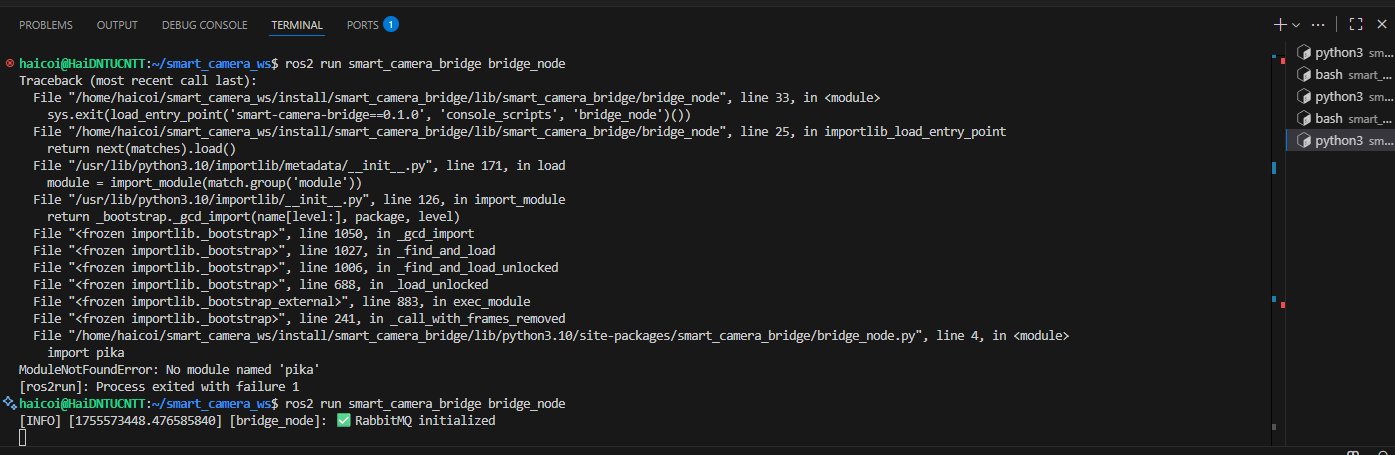 PROBLEMS OUTPUT DEBUG CONSOLE TERMINAL PORTS 1
haicoi@HaiDNTUCNTT:~/smart_camera_ws$ ros2 run smart_camera_bridge bridge_node
Traceback (most recent call last):
  File "/home/haicoi/smart_camera_ws/install/smart_camera_bridge/lib/smart_camera_bridge/bridge_node", line 33, in <module>
    sys.exit(load_entry_point('smart-camera-bridge==0.1.0', 'console_scripts', 'bridge_node')())
  File "/home/haicoi/smart_camera_ws/install/smart_camera_bridge/lib/smart_camera_bridge/bridge_node", line 25, in importlib_load_entry_point
    return next(matches).load()
  File "/usr/lib/python3.10/importlib/metadata/__init__.py", line 171, in load
    module = import_module(match.group('module'))
  File "/usr/lib/python3.10/importlib/__init__.py", line 126, in import_module
    return _bootstrap._gcd_import(name[level:], package, level)
  File "<frozen importlib._bootstrap>", line 1050, in _gcd_import
  File "<frozen importlib._bootstrap>", line 1027, in _find_and_load
  File "<frozen importlib._bootstrap>", line 1006, in _find_and_load_unlocked
  File "<frozen importlib._bootstrap>", line 688, in _load_unlocked
  File "<frozen importlib._bootstrap_external>", line 883, in exec_module
  File "<frozen importlib._bootstrap>", line 241, in _call_with_frames_removed
  File "/home/haicoi/smart_camera_ws/install/smart_camera_bridge/lib/python3.10/site-packages/smart_camera_bridge/bridge_node.py", line 4, in <module>
    import pika
ModuleNotFoundError: No module named 'pika'
[ros2run]: Process exited with failure 1
haicoi@HaiDNTUCNTT:~/smart_camera_ws$ ros2 run smart_camera_bridge bridge_node
[INFO] [1755573448.476585840] [bridge_node]: ✅ RabbitMQ initialized
python3 sm...
bash smart_...
python3 sm...
bash smart_...
python3 sm...